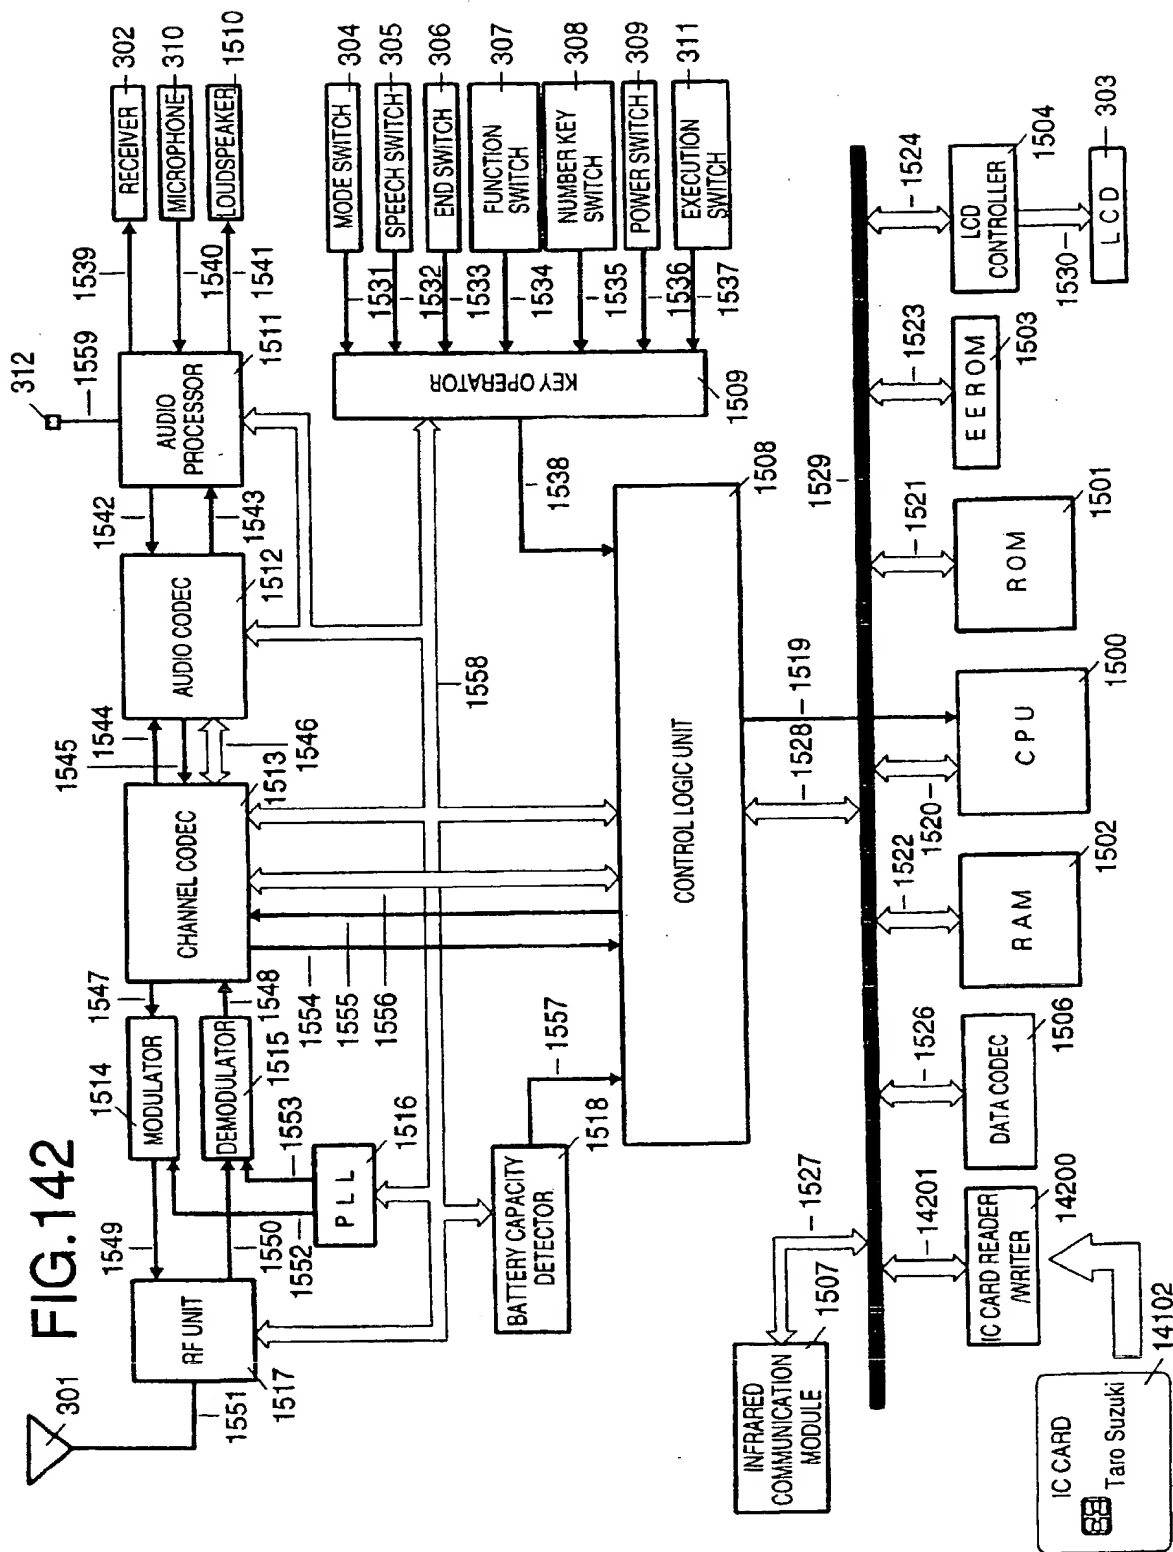 FIG.142
301
1551
RF UNIT
1517
1549
1550
1514
MODULATOR
DEMODULATOR
1515
1552
1553
PLL
1516
1547
1548
CHANNEL CODEC
1513
1545
1544
1546
AUDIO CODEC
1512
1542
1543
AUDIO
PROCESSOR
1511
312
1559
1539
1540
1541
RECEIVER
302
MICROPHONE
310
LOUDSPEAKER
1510
MODE SWITCH
304
SPEECH SWITCH
305
END SWITCH
306
FUNCTION
SWITCH
307
NUMBER KEY
SWITCH
308
POWER SWITCH
309
EXECUTION
SWITCH
311
1531
1532
1533
1534
1535
1536
1537
KEY OPERATOR
1509
1538
1558
1554
1555
1556
BATTERY CAPACITY
DETECTOR
1518
1557
CONTROL LOGIC UNIT
1508
1528
1519
1529
INFRARED
COMMUNICATION
MODULE
1507
1527
IC CARD
Taro Suzuki
14102
14201
IC CARD READER
/WRITER
14200
1526
DATA CODEC
1506
1522
RAM
1502
1520
CPU
1500
1521
ROM
1501
1523
EEROM
1503
1524
LCD
CONTROLLER
1504
1530
LCD
303